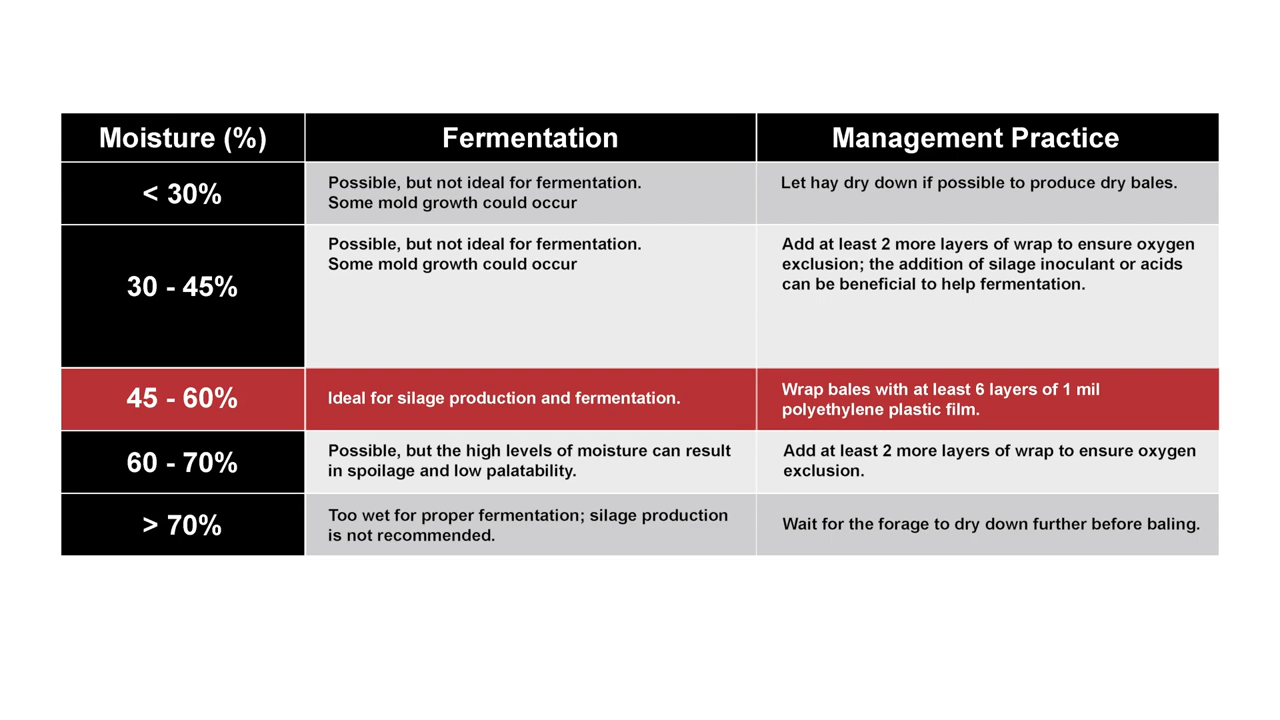 Moisture (%)
Fermentation
Management Practice
< 30%
Possible, but not ideal for fermentation.
Some mold growth could occur
Let hay dry down if possible to produce dry bales.
30 - 45%
Possible, but not ideal for fermentation.
Some mold growth could occur
Add at least 2 more layers of wrap to ensure oxygen
exclusion; the addition of silage inoculant or acids
can be beneficial to help fermentation.
45 - 60%
Ideal for silage production and fermentation.
Wrap bales with at least 6 layers of 1 mil
polyethylene plastic film.
60 - 70%
Possible, but the high levels of moisture can result
in spoilage and low palatability.
Add at least 2 more layers of wrap to ensure oxygen
exclusion.
> 70%
Too wet for proper fermentation; silage production
is not recommended.
Wait for the forage to dry down further before baling.